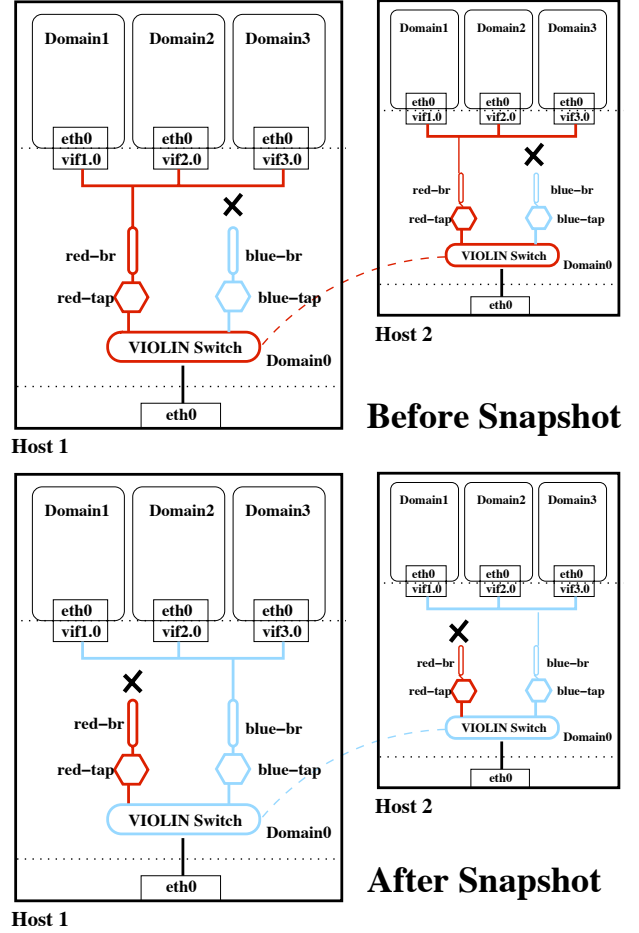 Domain1 Domain2 Domain3
eth0 eth0 eth0
vif1.0 vif2.0 vif3.0
red−br blue−br
red−tap blue−tap
VIOLIN Switch
Domain0
eth0
Host 1
Domain1 Domain2 Domain3
eth0 eth0 eth0
vif1.0 vif2.0 vif3.0
red−br blue−br
red−tap blue−tap
VIOLIN Switch
Domain0
eth0
Host 2
Before Snapshot
Domain1 Domain2 Domain3
eth0 eth0 eth0
vif1.0 vif2.0 vif3.0
red−br blue−br
red−tap blue−tap
VIOLIN Switch
Domain0
eth0
Host 1
Domain1 Domain2 Domain3
eth0 eth0 eth0
vif1.0 vif2.0 vif3.0
red−br blue−br
red−tap blue−tap
VIOLIN Switch
Domain0
eth0
Host 2
After Snapshot